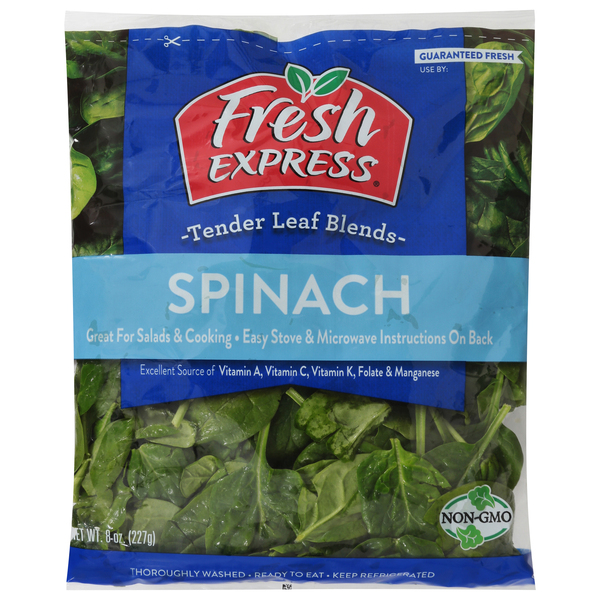 GUARANTEED FRESH
USE BY:
Fresh
EXPRESS®
-Tender Leaf Blends-
SPINACH
Great For Salads & Cooking • Easy Stove & Microwave Instructions On Back
Excellent Source of Vitamin A, Vitamin C, Vitamin K, Folate & Manganese
NON-GMO
NET WT. 8 oz. (227g)
THOROUGHLY WASHED • READY TO EAT • KEEP REFRIGERATED